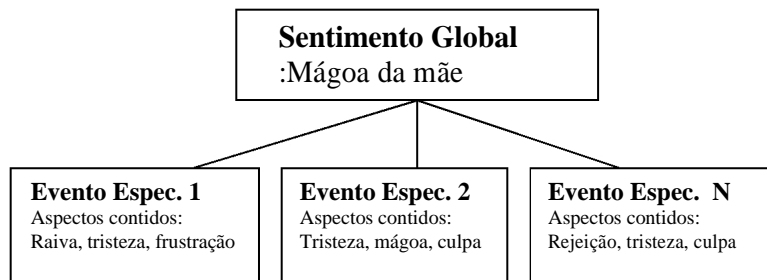 Sentimento Global
:Mágoa da mãe
Evento Espec. 1
Aspectos contidos:
Raiva, tristeza, frustração
Evento Espec. 2
Aspectos contidos:
Tristeza, mágoa, culpa
Evento Espec. N
Aspectos contidos:
Rejeição, tristeza, culpa